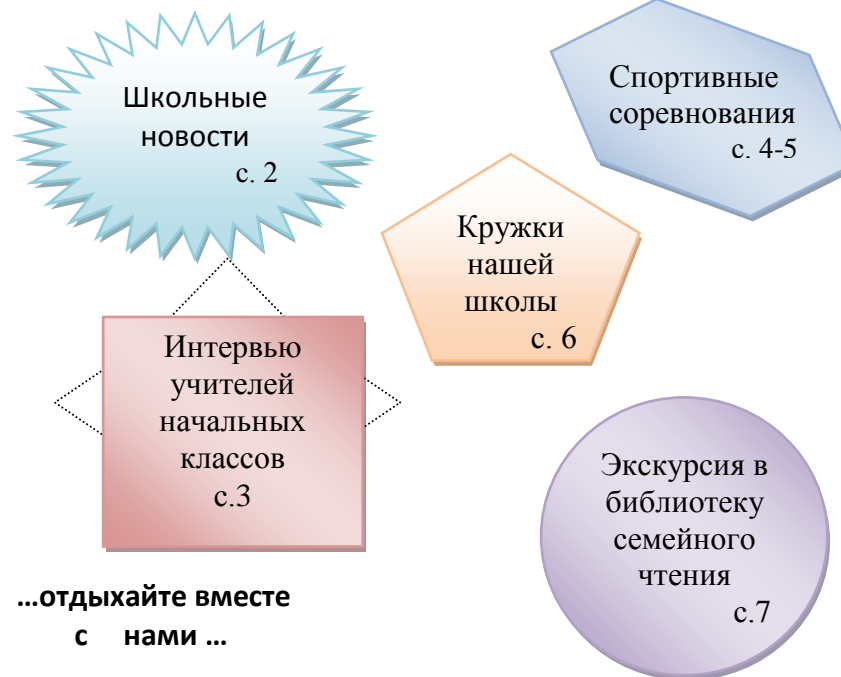 Школьные
новости
с. 2
Спортивные
соревнования
с. 4-5
Кружки
нашей
школы
с. 6
Интервью
учителей
начальных
классов
с.3
Экскурсия в
библиотеку
семейного
чтения
с.7
…отдыхайте вместе
с нами …